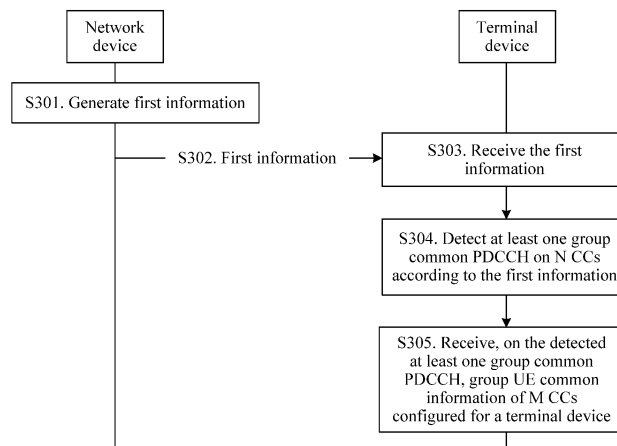 Network
device
Terminal
device
S301. Generate first information
S302. First information
S303. Receive the first
information
S304. Detect at least one group
common PDCCH on N CCs
according to the first information
S305. Receive, on the detected
at least one group common
PDCCH, group UE common
information of M CCs
configured for a terminal device